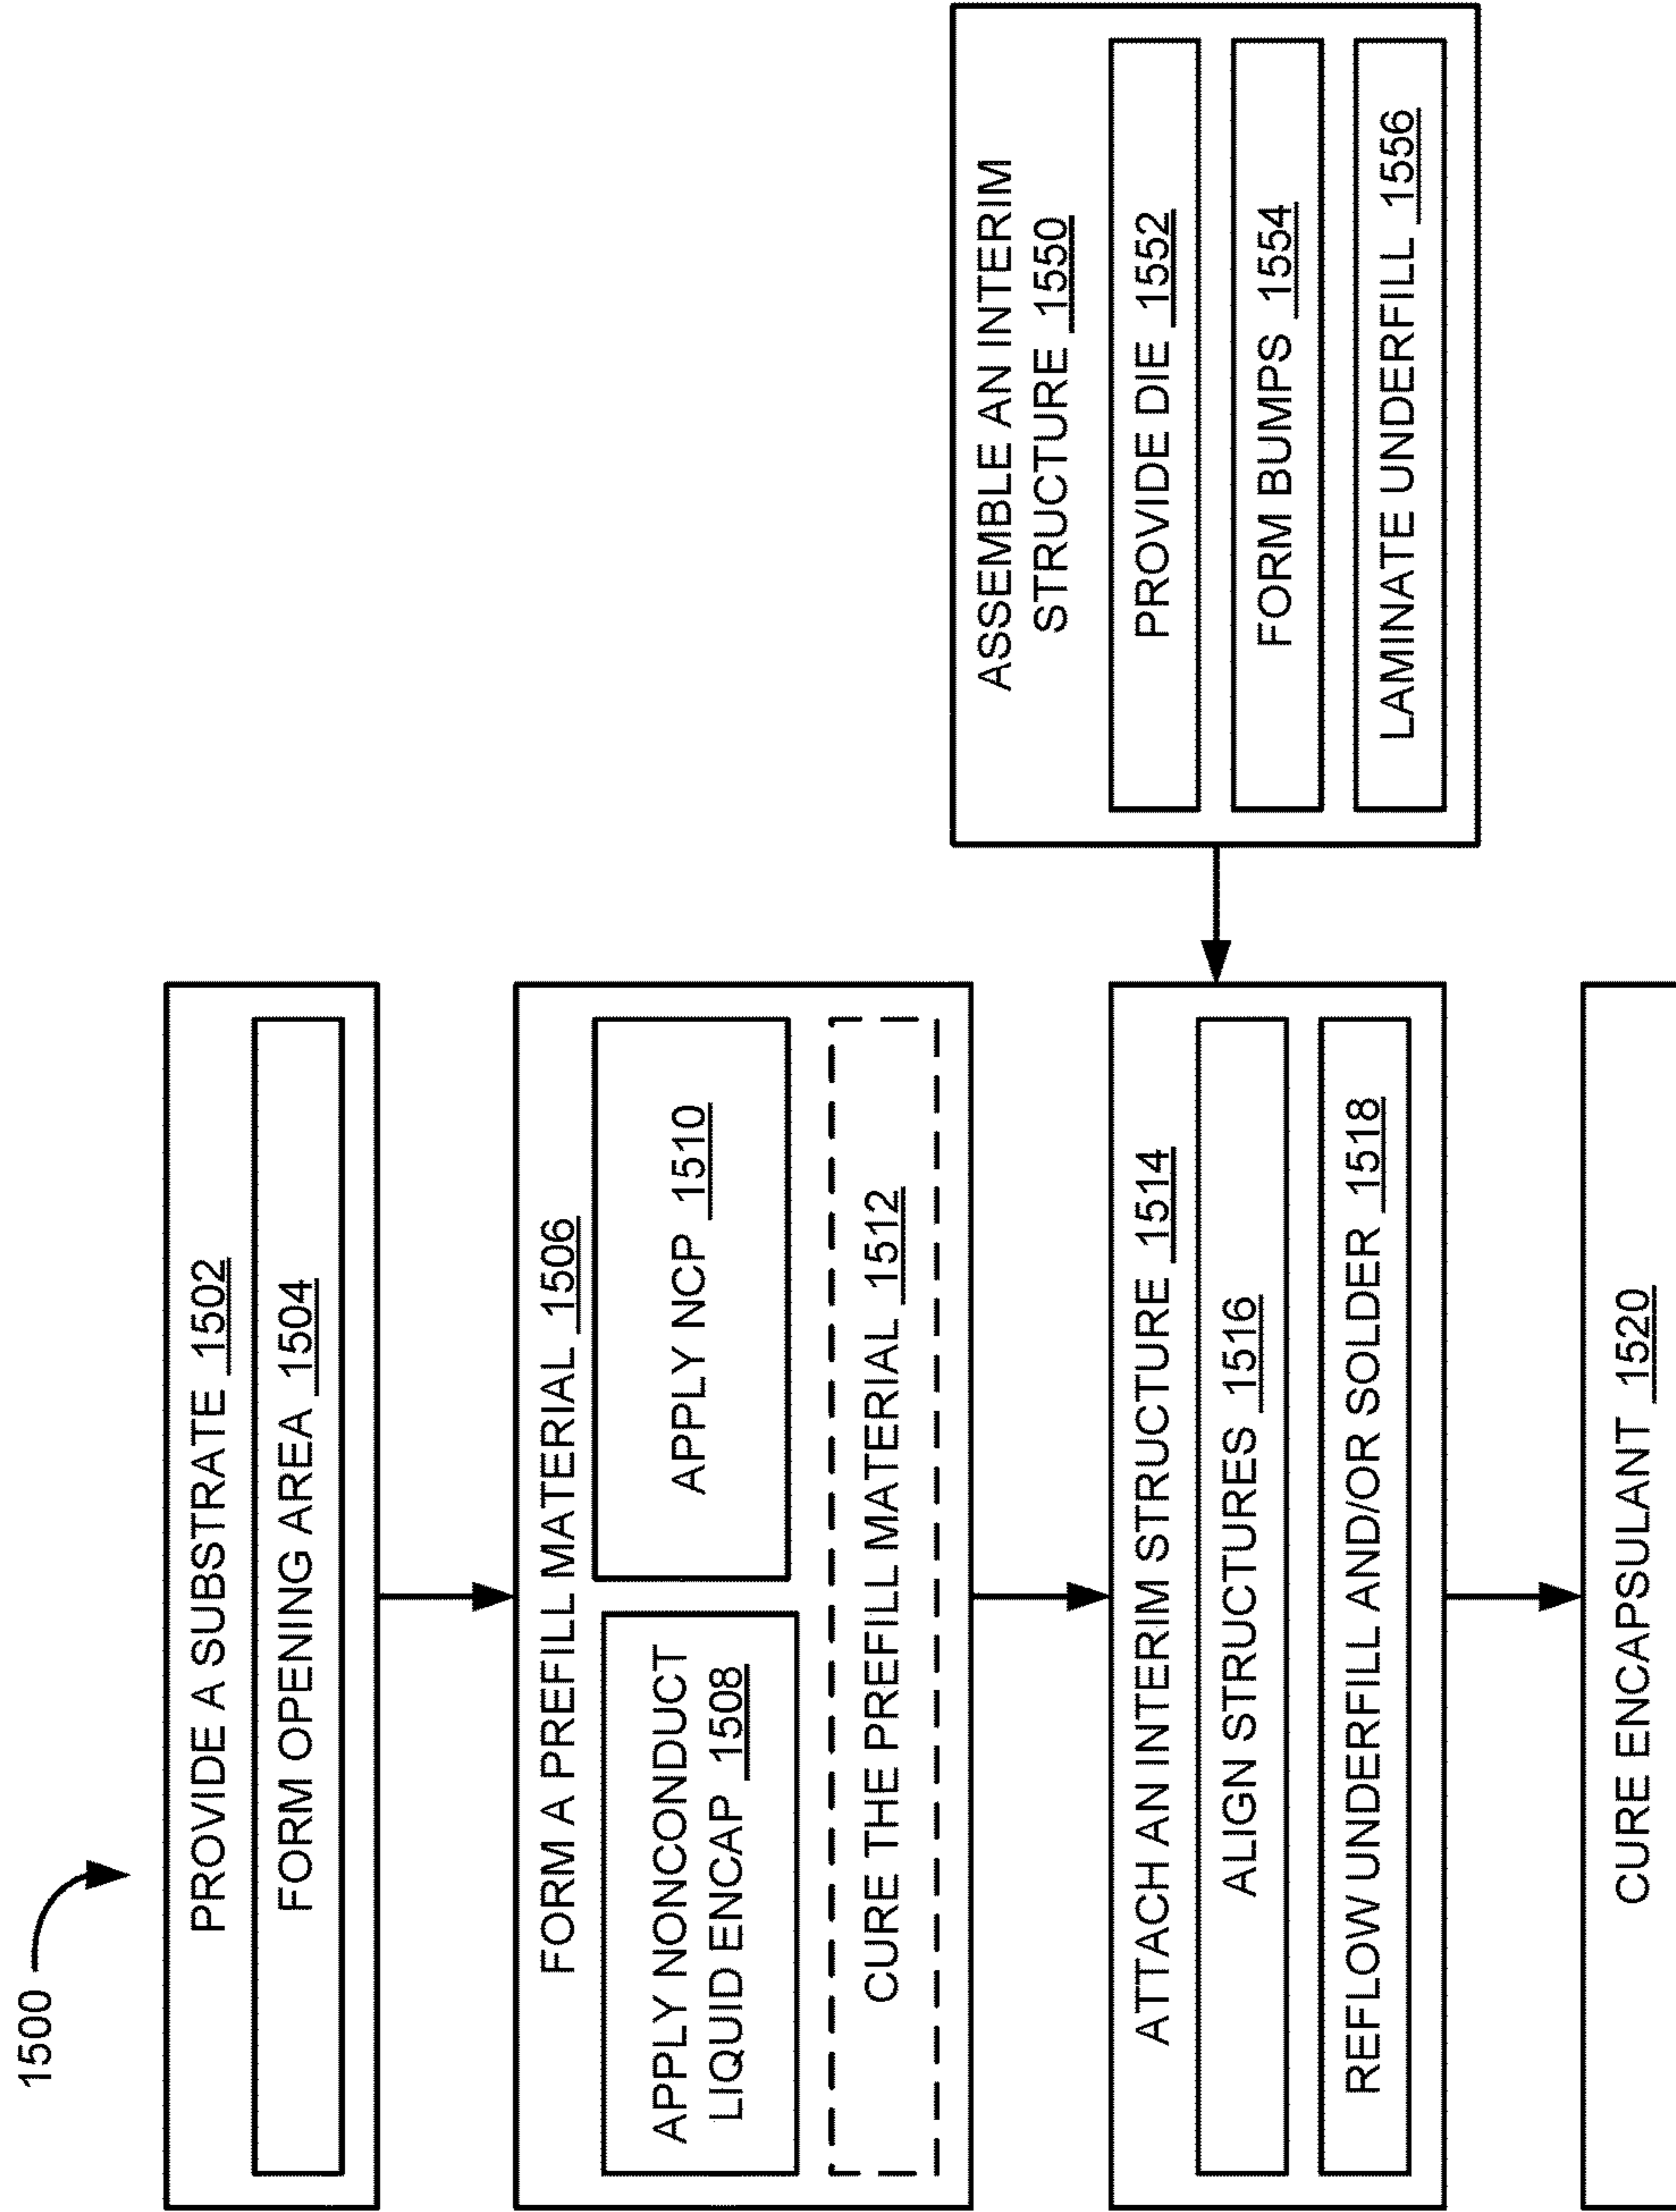 1500
PROVIDE A SUBSTRATE 1502
FORM OPENING AREA 1504
FORM A PREFILL MATERIAL 1506
APPLY NONCONDUCT
LIQUID ENCAP 1508
APPLY NCP 1510
CURE THE PREFILL MATERIAL 1512
ATTACH AN INTERIM STRUCTURE 1514
ALIGN STRUCTURES 1516
REFLOW UNDERFILL AND/OR SOLDER 1518
ASSEMBLE AN INTERIM
STRUCTURE 1550
PROVIDE DIE 1552
FORM BUMPS 1554
LAMINATE UNDERFILL 1556
CURE ENCAPSULANT 1520